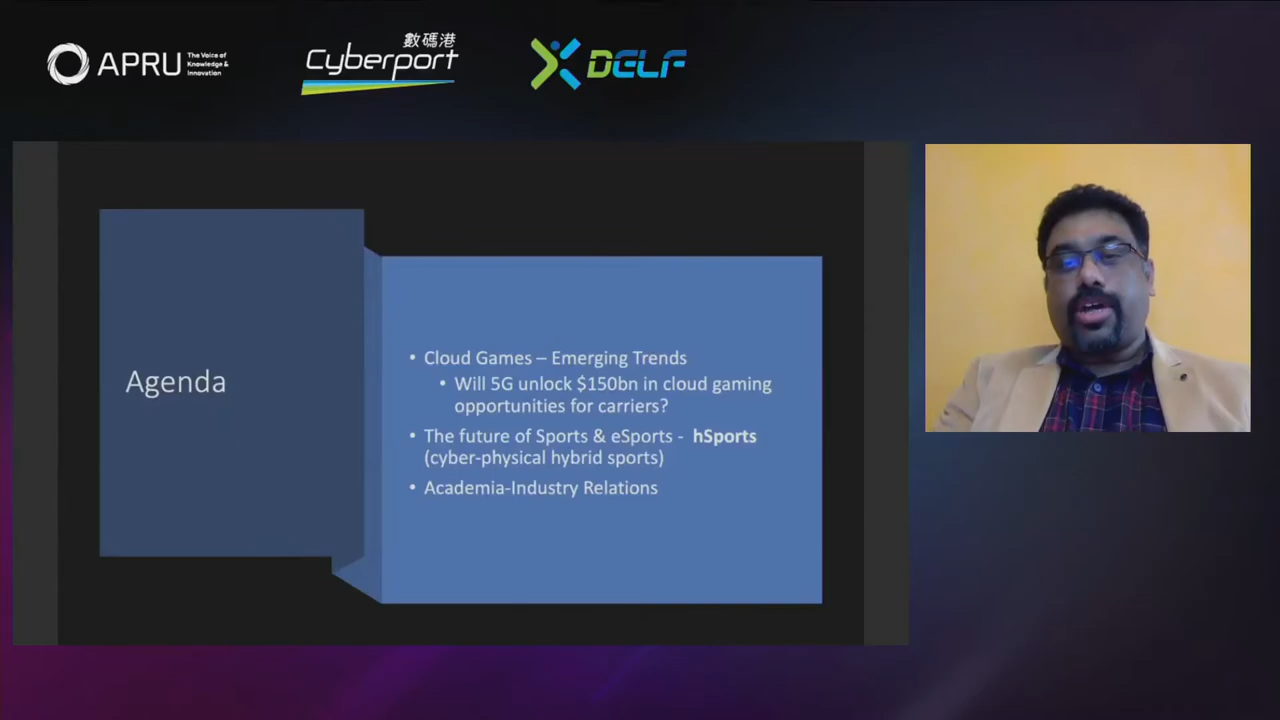 APRU
The Voice of
Knowledge &
Innovation
數碼港
Cyberport
DELF
Agenda
• Cloud Games – Emerging Trends
• Will 5G unlock $150bn in cloud gaming
opportunities for carriers?
• The future of Sports & eSports - hSports
(cyber-physical hybrid sports)
• Academia-Industry Relations